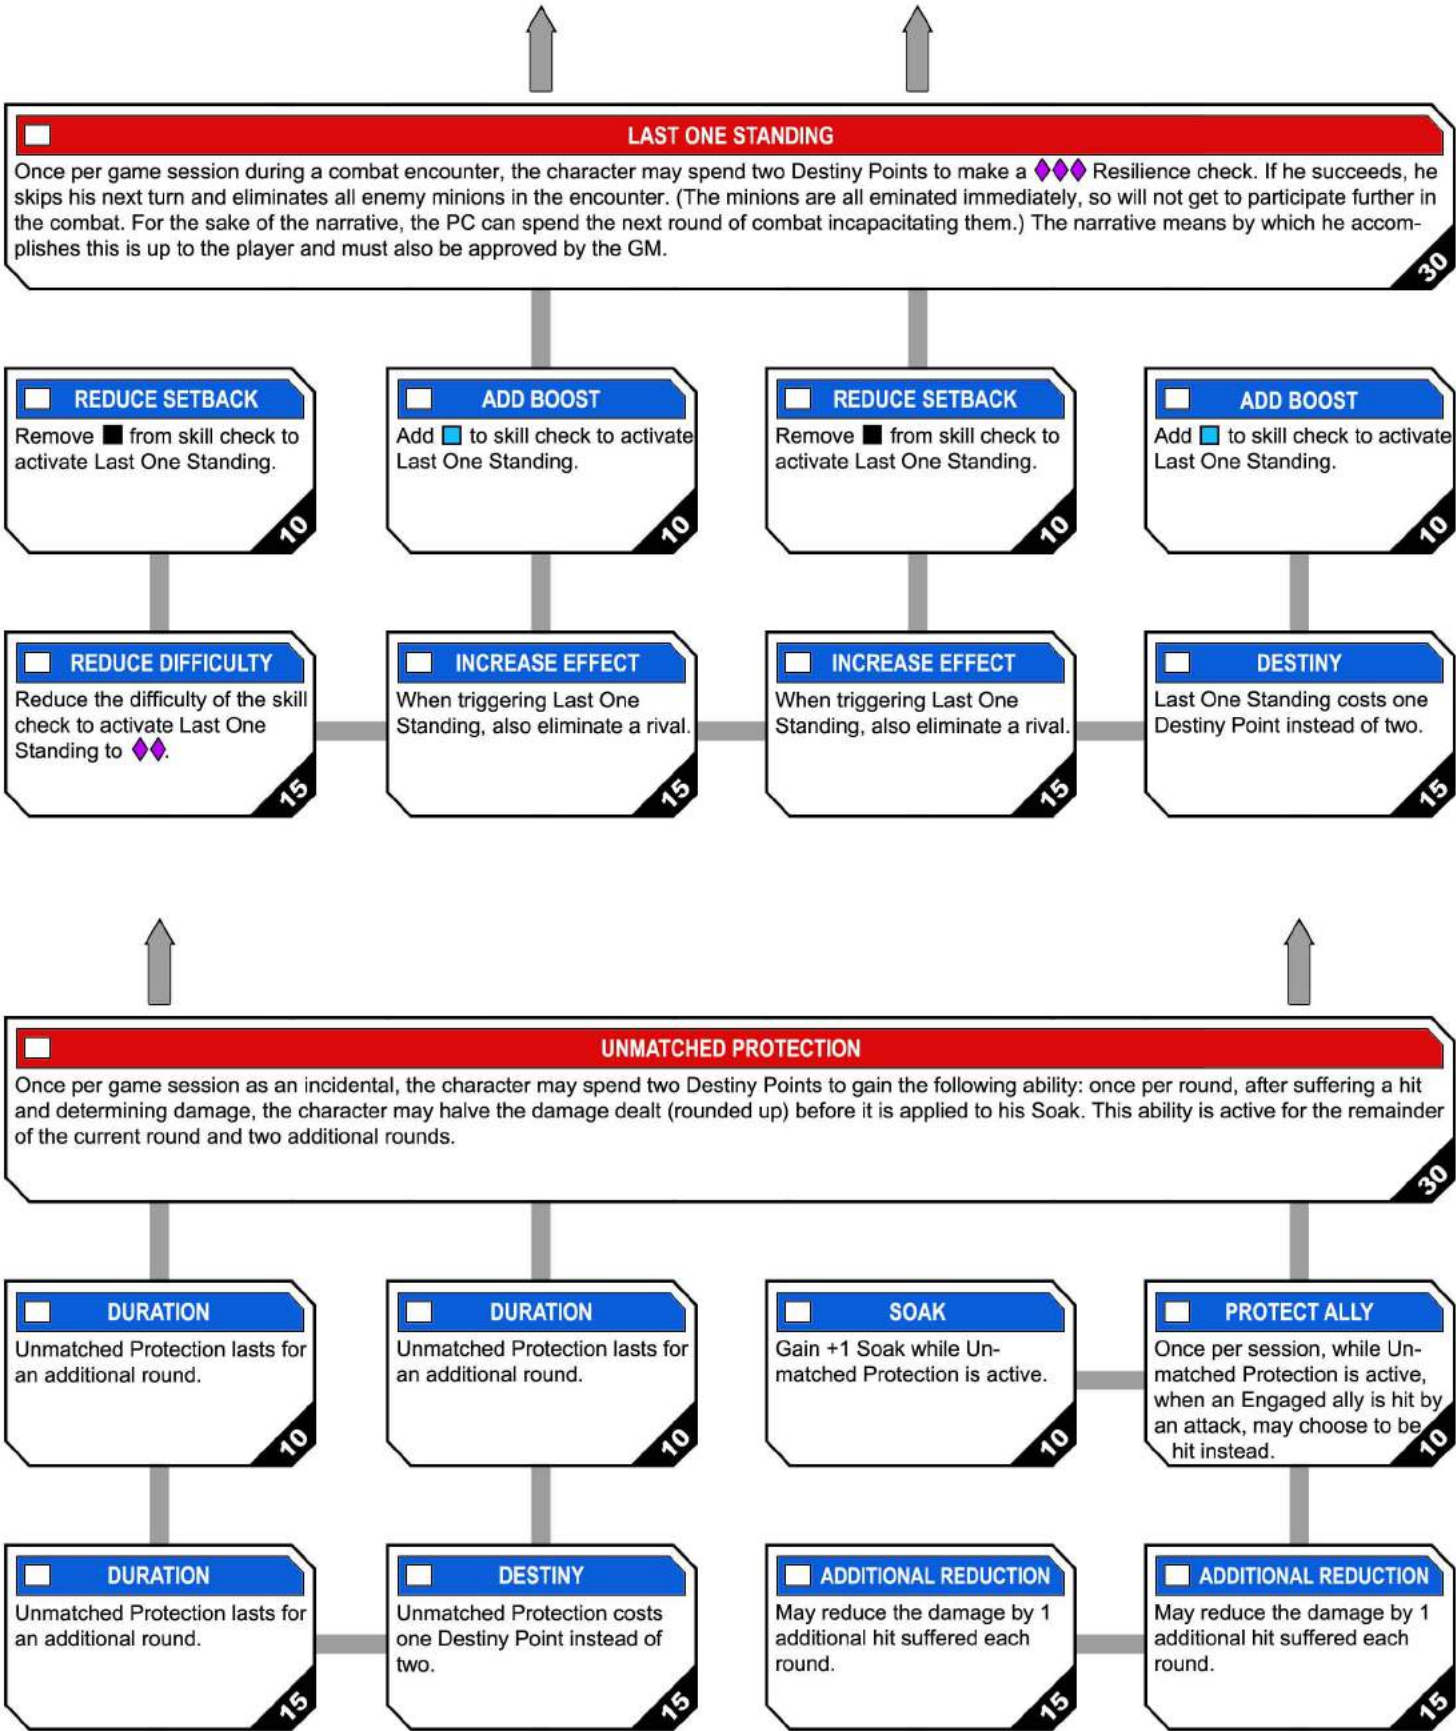 LAST ONE STANDING
Once per game session during a combat encounter, the character may spend two Destiny Points to make a Resilience check. If he succeeds, he
skips his next turn and eliminates all enemy minions in the encounter. (The minions are all eminated immediately, so will not get to participate further in
the combat. For the sake of the narrative, the PC can spend the next round of combat incapacitating them.) The narrative means by which he accom-
plishes this is up to the player and must also be approved by the GM.
30
REDUCE SETBACK
Remove from skill check to
activate Last One Standing.
10
ADD BOOST
Add to skill check to activate
Last One Standing.
10
REDUCE SETBACK
Remove from skill check to
activate Last One Standing.
10
ADD BOOST
Add to skill check to activate
Last One Standing.
10
REDUCE DIFFICULTY
Reduce the difficulty of the skill
check to activate Last One
Standing to .
15
INCREASE EFFECT
When triggering Last One
Standing, also eliminate a rival.
15
INCREASE EFFECT
When triggering Last One
Standing, also eliminate a rival.
15
DESTINY
Last One Standing costs one
Destiny Point instead of two.
15
UNMATCHED PROTECTION
Once per game session as an incidental, the character may spend two Destiny Points to gain the following ability: once per round, after suffering a hit
and determining damage, the character may halve the damage dealt (rounded up) before it is applied to his Soak. This ability is active for the remainder
of the current round and two additional rounds.
30
DURATION
Unmatched Protection lasts for
an additional round.
10
DURATION
Unmatched Protection lasts for
an additional round.
10
SOAK
Gain +1 Soak while Un-
matched Protection is active.
10
PROTECT ALLY
Once per session, while Un-
matched Protection is active,
when an Engaged ally is hit by
an attack, may choose to be
hit instead.
10
DURATION
Unmatched Protection lasts for
an additional round.
15
DESTINY
Unmatched Protection costs
one Destiny Point instead of
two.
15
ADDITIONAL REDUCTION
May reduce the damage by 1
additional hit suffered each
round.
15
ADDITIONAL REDUCTION
May reduce the damage by 1
additional hit suffered each
round.
15